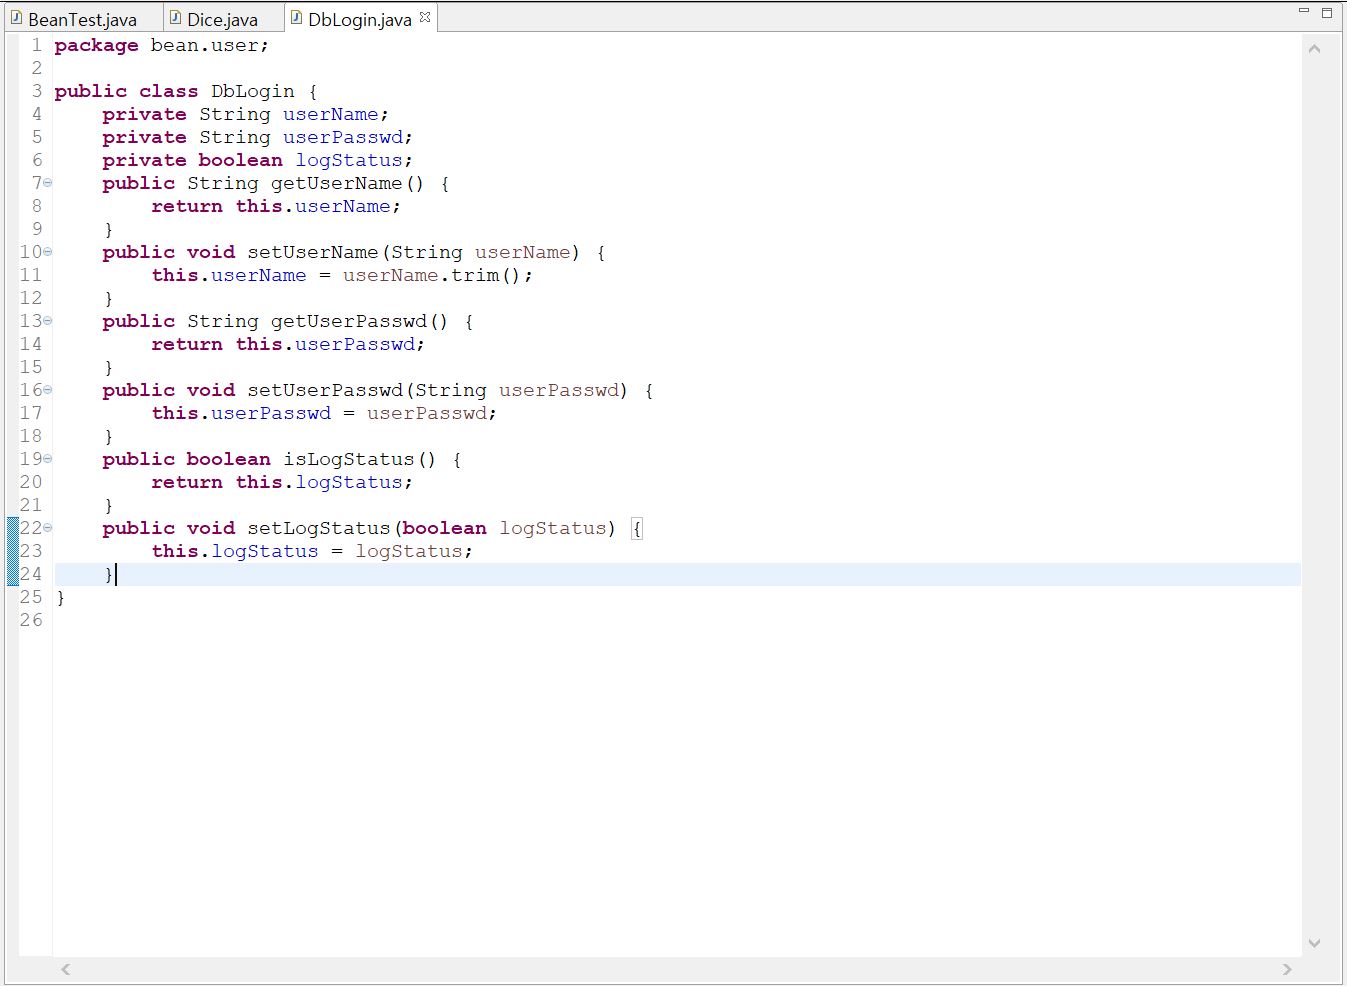 BeanTest.java Dice.java DbLogin.java
1 package bean.user;
2
3 public class DbLogin {
4     private String userName;
5     private String userPasswd;
6     private boolean logStatus;
7     public String getUserName() {
8         return this.userName;
9     }
10     public void setUserName(String userName) {
11         this.userName = userName.trim();
12     }
13     public String getUserPasswd() {
14         return this.userPasswd;
15     }
16     public void setUserPasswd(String userPasswd) {
17         this.userPasswd = userPasswd;
18     }
19     public boolean isLogStatus() {
20         return this.logStatus;
21     }
22     public void setLogStatus(boolean logStatus) {
23         this.logStatus = logStatus;
24     }
25 }
26